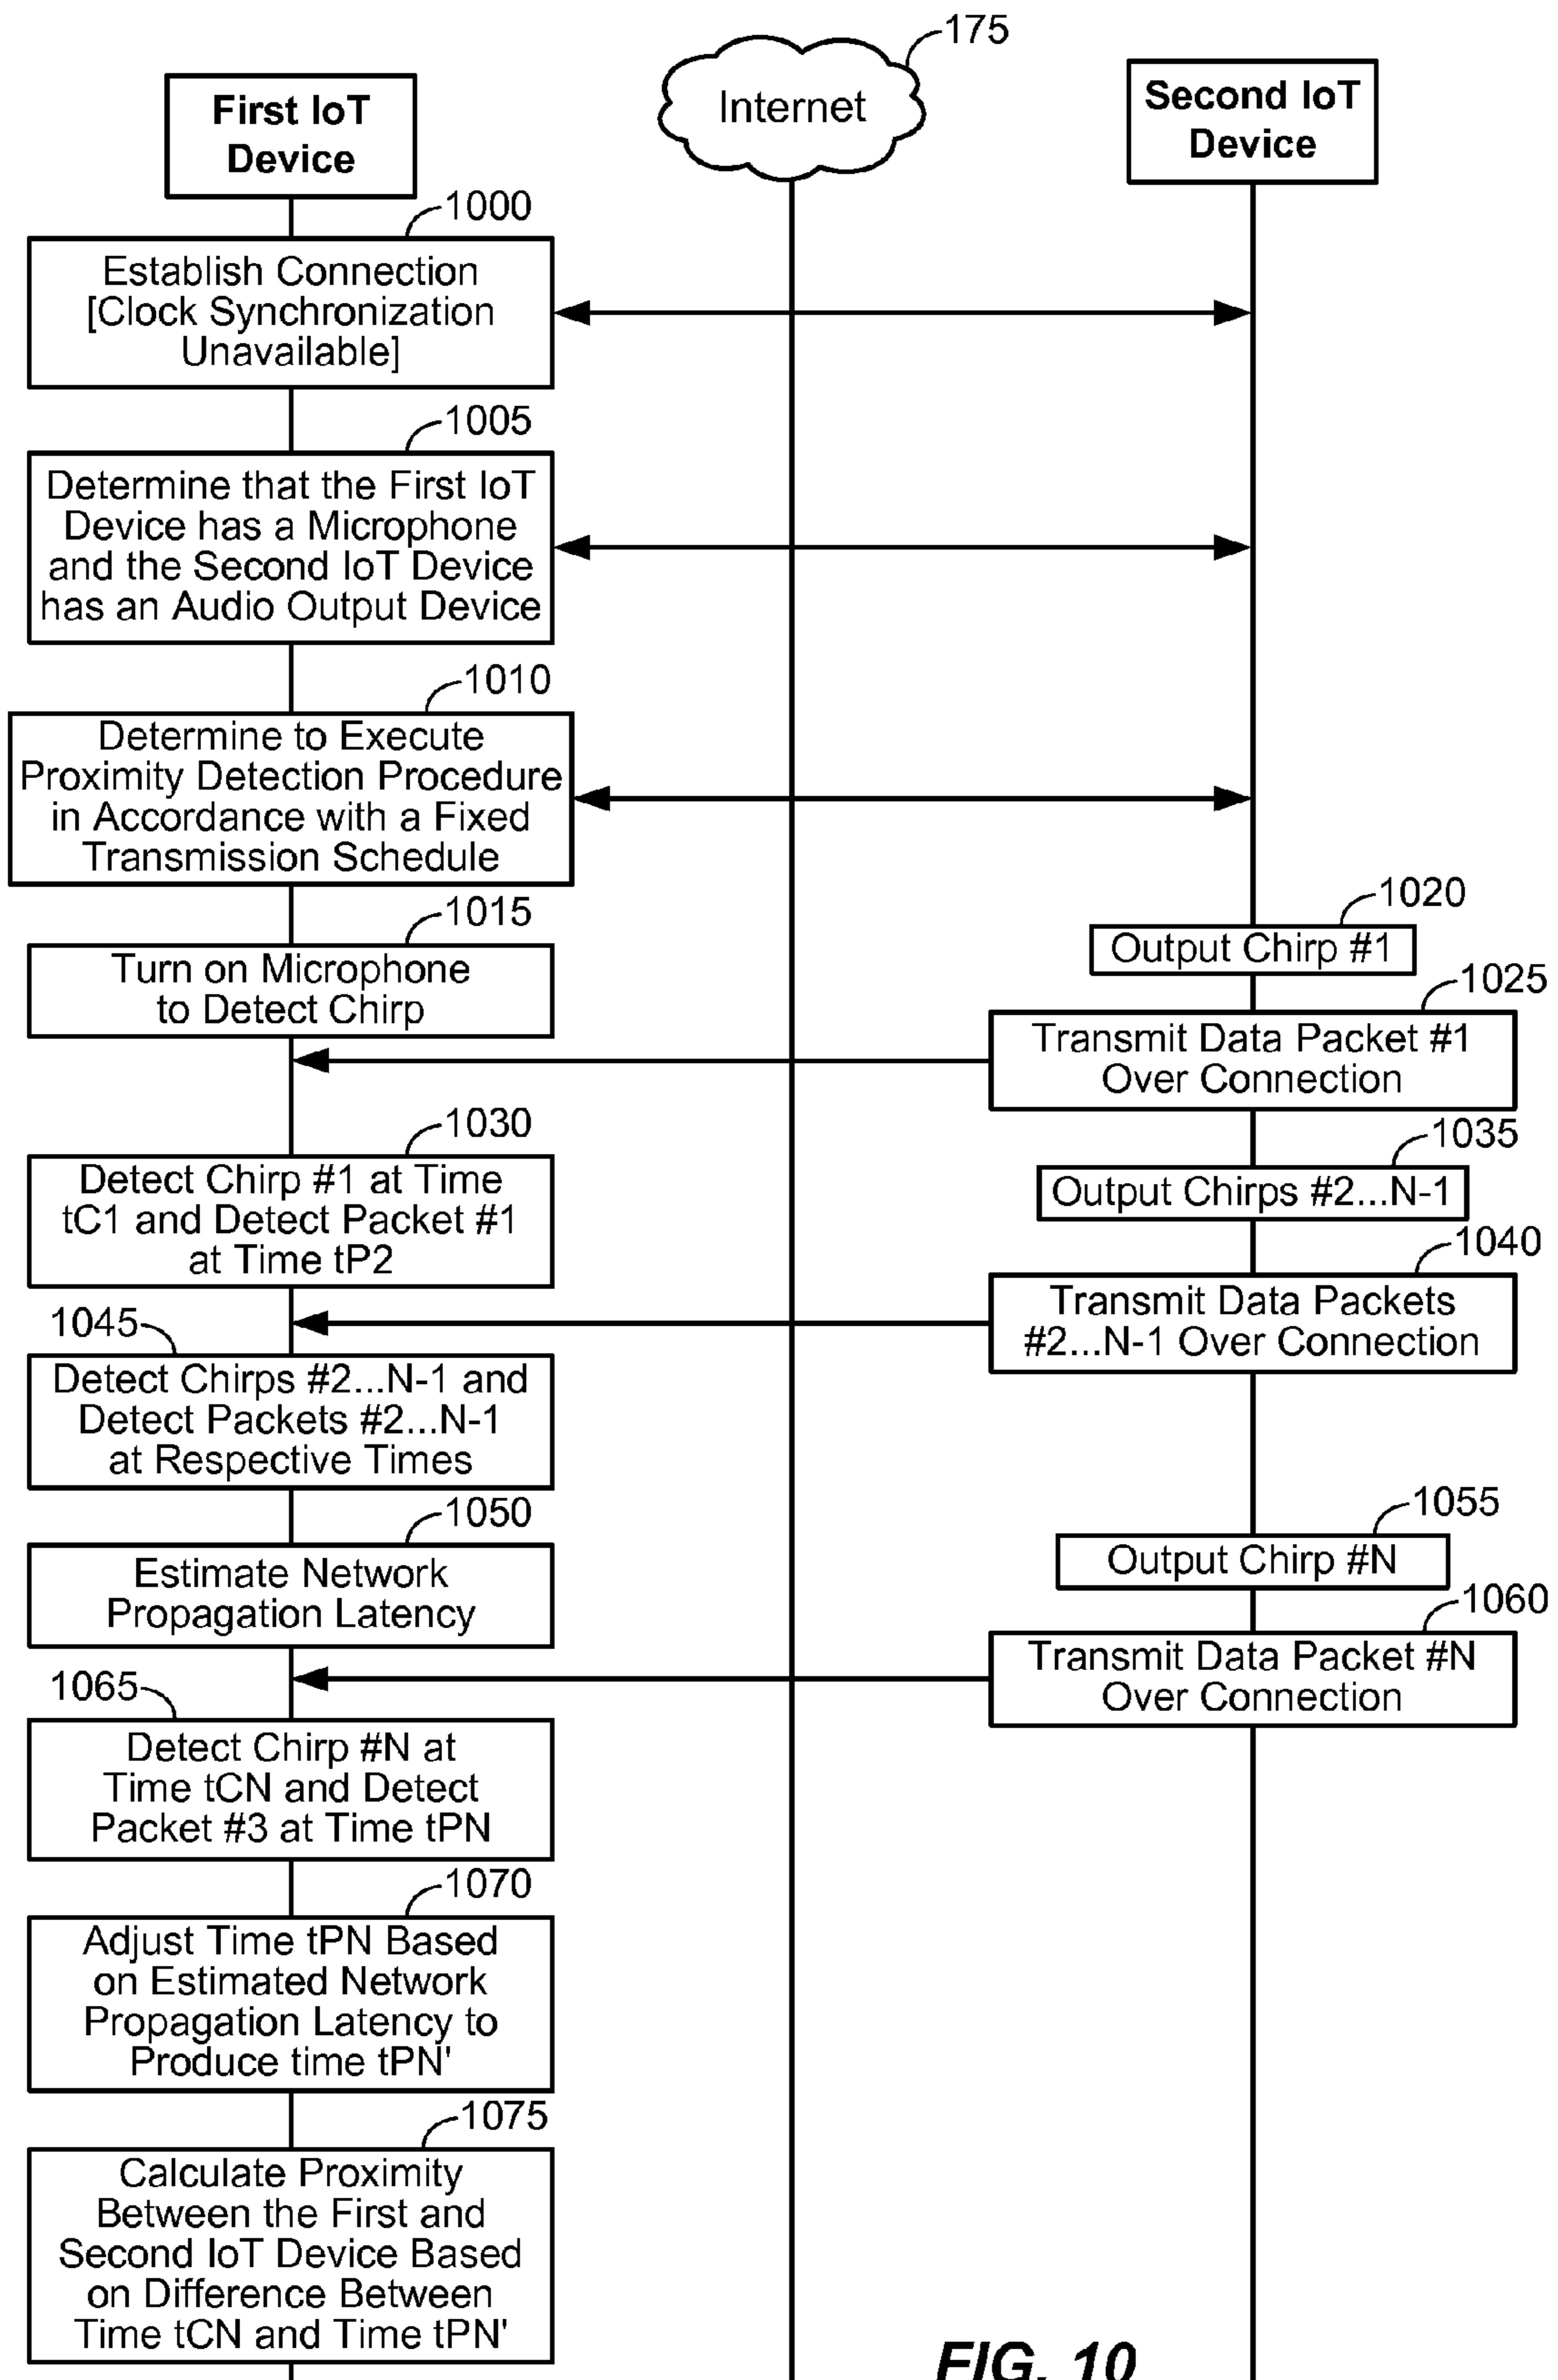 175
Internet
First IoT
Device
Second IoT
Device
1000
Establish Connection
[Clock Synchronization
Unavailable]
1005
Determine that the First IoT
Device has a Microphone
and the Second IoT Device
has an Audio Output Device
1010
Determine to Execute
Proximity Detection Procedure
in Accordance with a Fixed
Transmission Schedule
1015
Turn on Microphone
to Detect Chirp
1020
Output Chirp #1
1025
Transmit Data Packet #1
Over Connection
1030
Detect Chirp #1 at Time
tC1 and Detect Packet #1
at Time tP2
1035
Output Chirps #2...N-1
1040
Transmit Data Packets
#2...N-1 Over Connection
1045
Detect Chirps #2...N-1 and
Detect Packets #2...N-1
at Respective Times
1050
Estimate Network
Propagation Latency
1055
Output Chirp #N
1060
Transmit Data Packet #N
Over Connection
1065
Detect Chirp #N at
Time tCN and Detect
Packet #3 at Time tPN
1070
Adjust Time tPN Based
on Estimated Network
Propagation Latency to
Produce time tPN'
1075
Calculate Proximity
Between the First and
Second IoT Device Based
on Difference Between
Time tCN and Time tPN'
FIG. 10